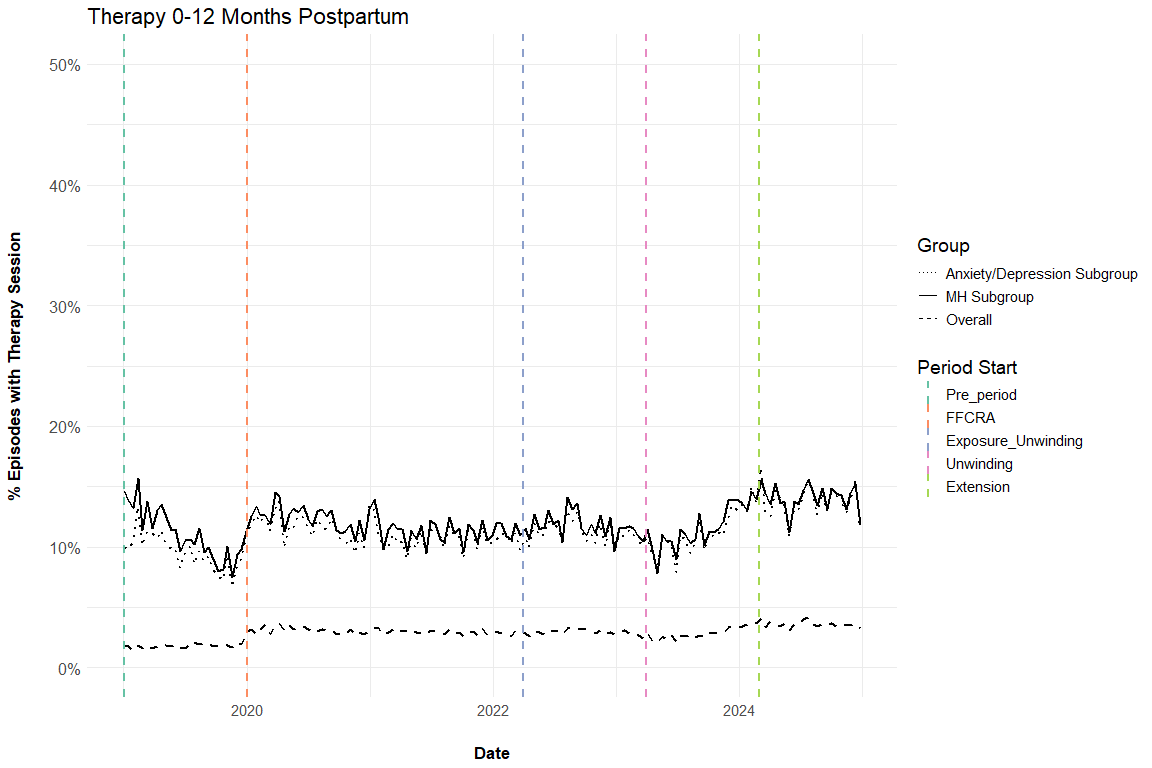 Therapy 0-12 Months Postpartum
% Episodes with Therapy Session
50%
40%
30%
20%
10%
0%
2020
2022
2024
Date
Group
Anxiety/Depression Subgroup
MH Subgroup
Overall
Period Start
Pre_period
FFCRA
Exposure_Unwinding
Unwinding
Extension